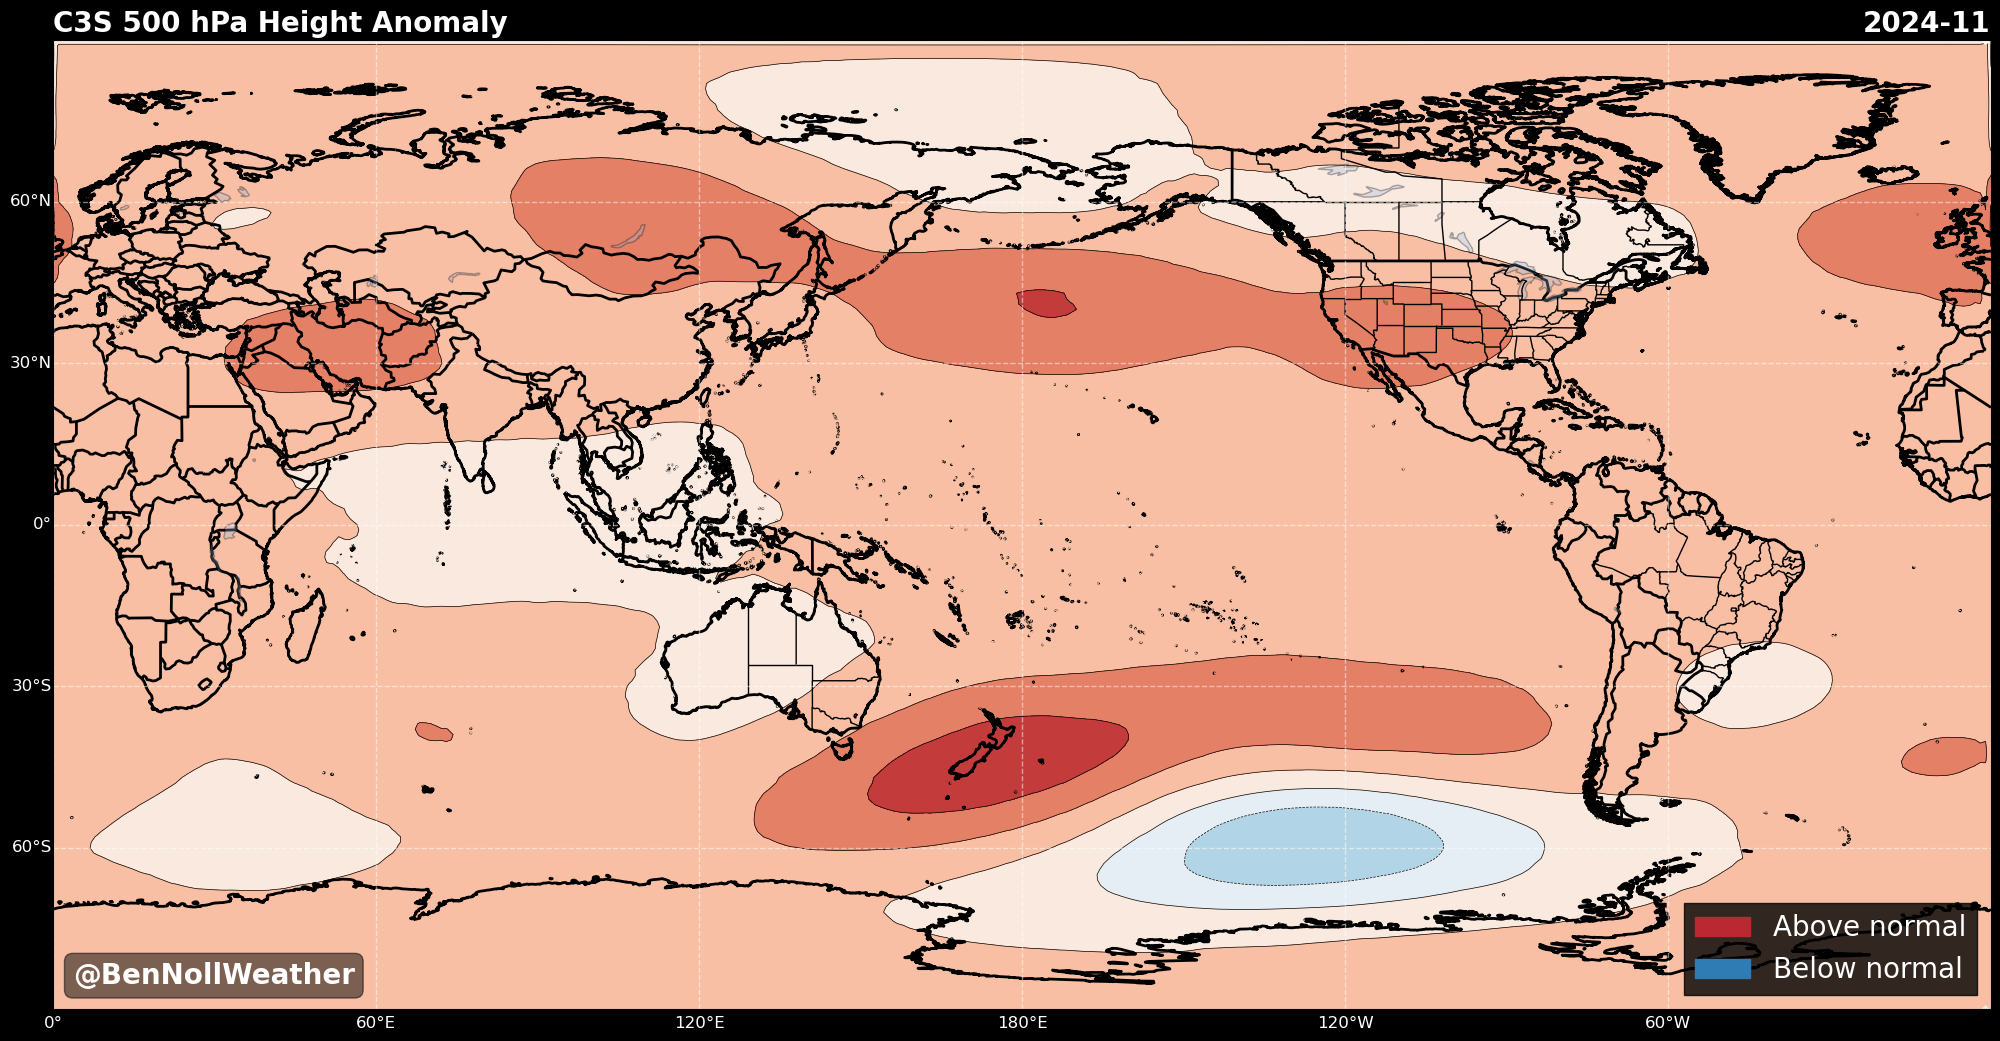 C3S 500 hPa Height Anomaly
2024-11
60°N
30°N
0°
30°S
60°S
@BenNollWeather
Above normal
Below normal
0°
60°E
120°E
180°E
120°W
60°W